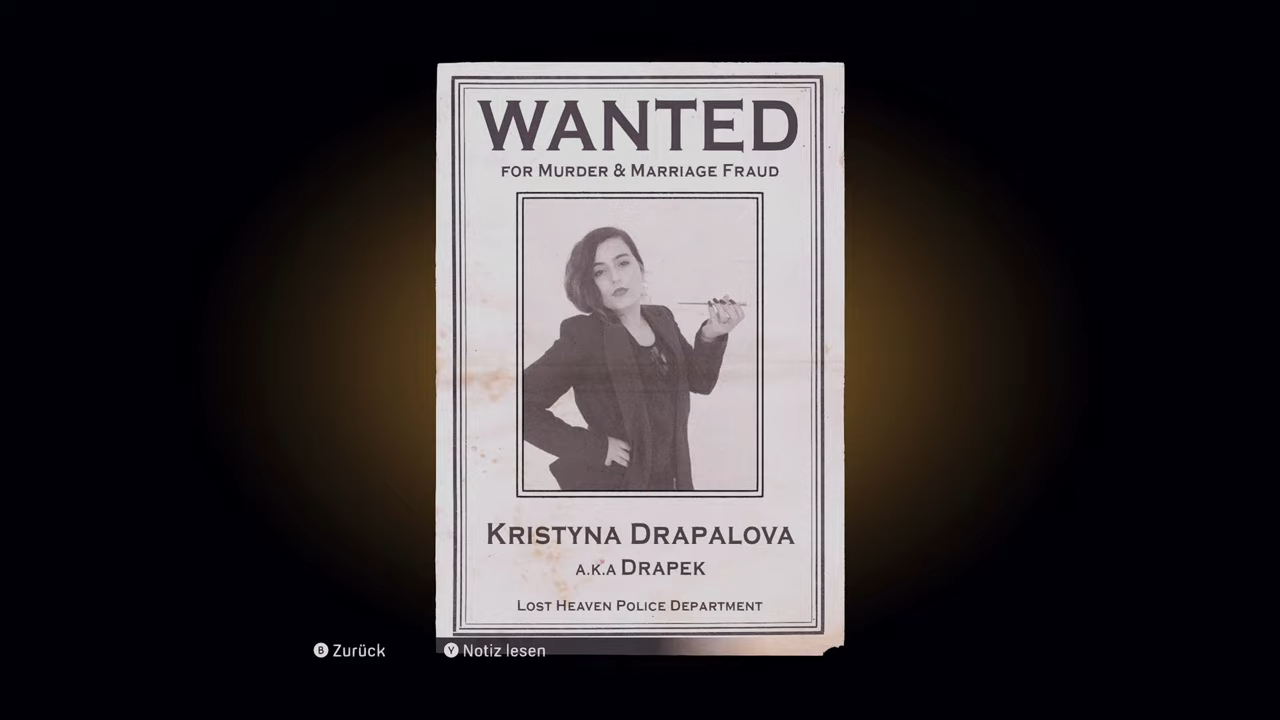 WANTED
FOR MURDER & MARRIAGE FRAUD
KRISTYNA DRAPALOVA
A.K.A DRAPEK
LOST HEAVEN POLICE DEPARTMENT
B Zurück
Y Notiz lesen